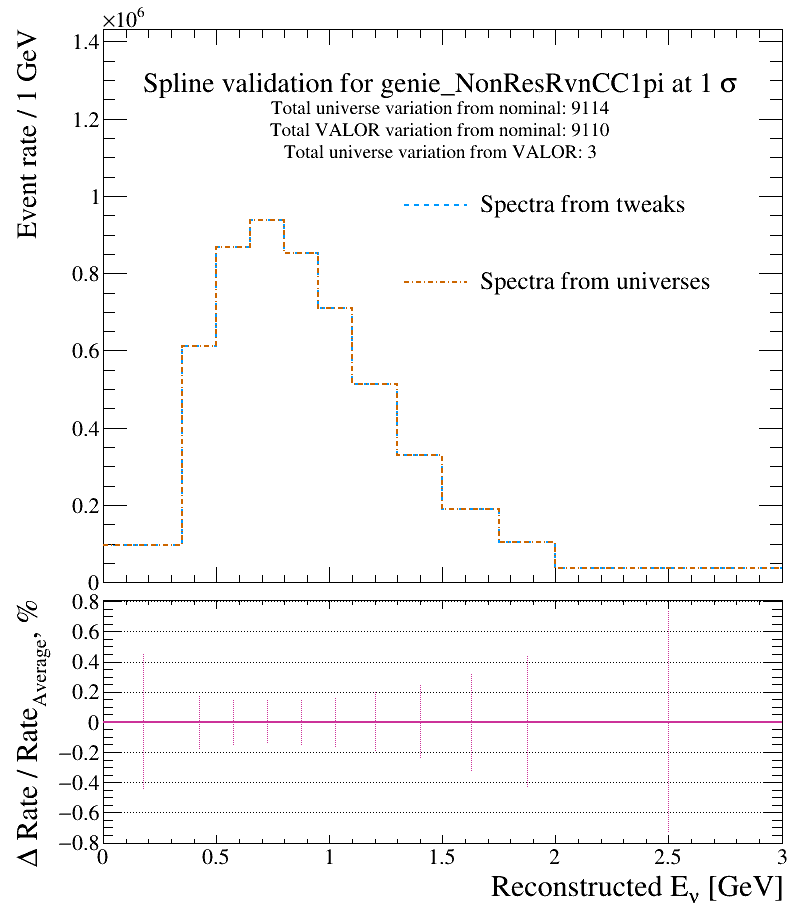 ×10⁶
Event rate / 1 GeV
1.4
1.2
1
0.8
0.6
0.4
0.2
0
Spline validation for genie_NonResRvnCC1pi at 1 σ
Total universe variation from nominal: 9114
Total VALOR variation from nominal: 9110
Total universe variation from VALOR: 3
Spectra from tweaks
Spectra from universes
Δ Rate / Rate_Average, %
0.8
0.6
0.4
0.2
0
−0.2
−0.4
−0.6
−0.8
0 0.5 1 1.5 2 2.5 3
Reconstructed E_ν [GeV]